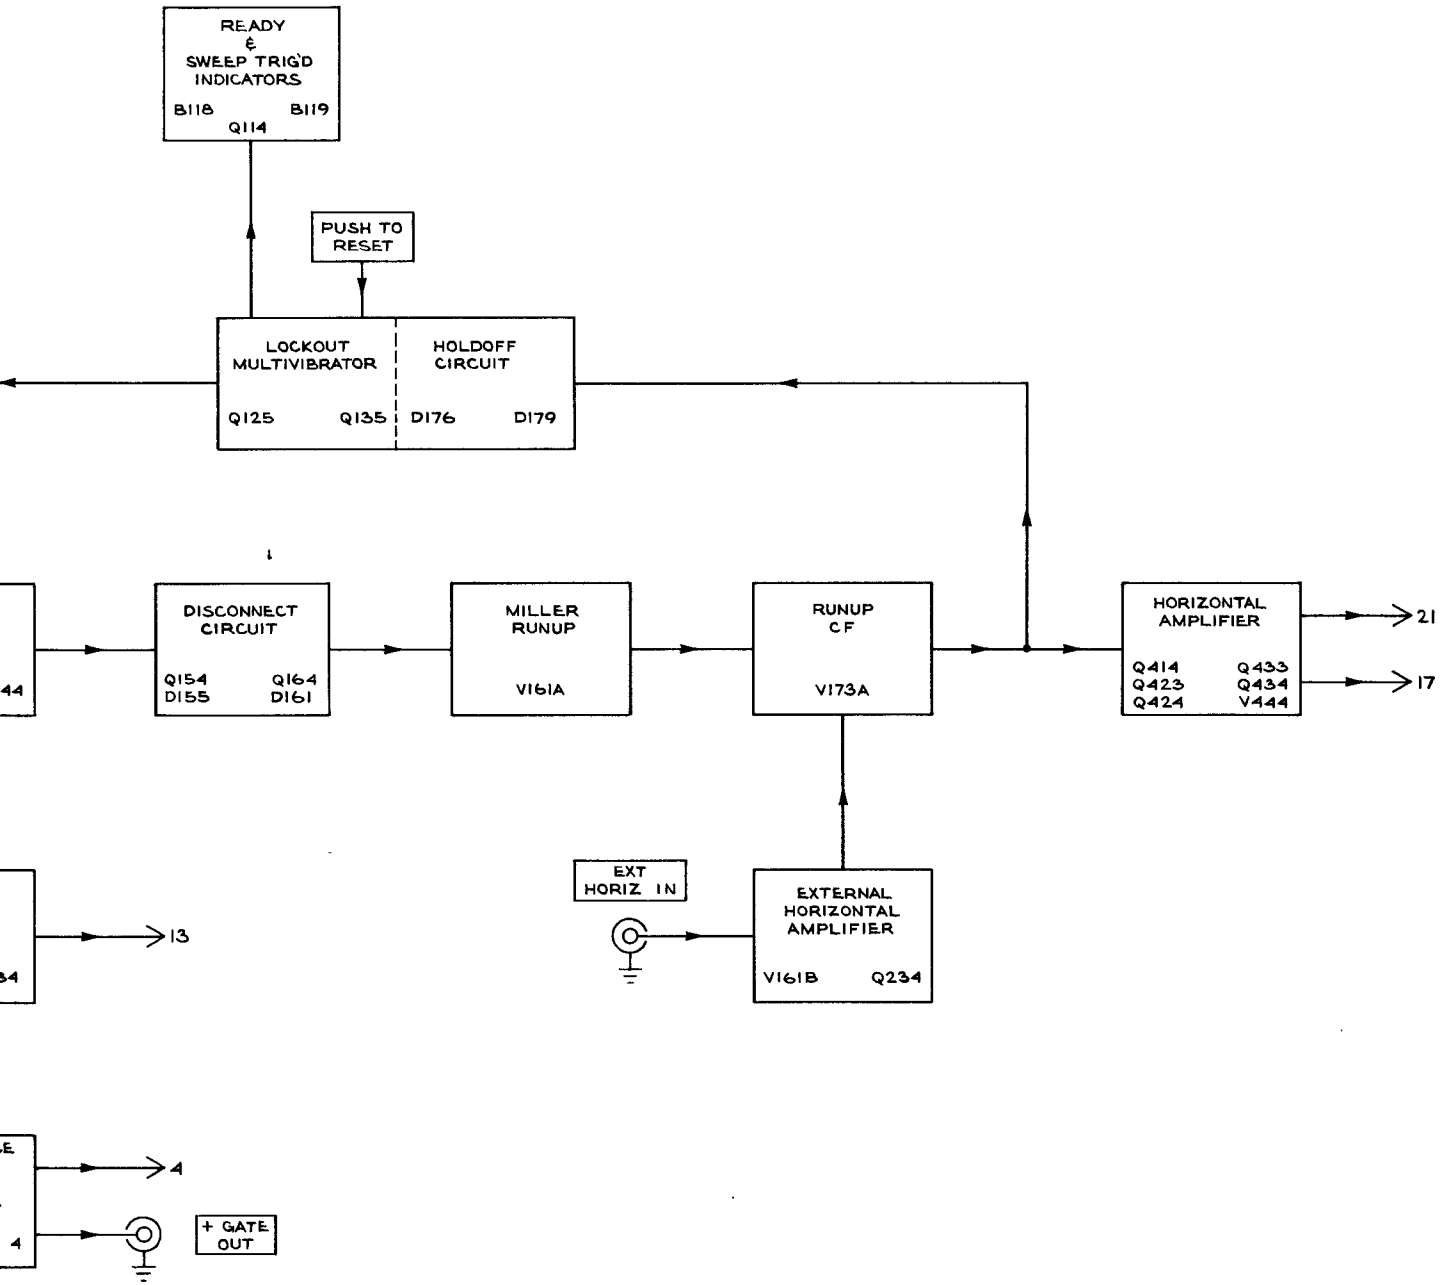 READY
&
SWEEP TRIG'D
INDICATORS
B118 B119
Q114
PUSH TO
RESET
LOCKOUT
MULTIVIBRATOR
Q125 Q135
HOLDOFF
CIRCUIT
D176 D179
44
DISCONNECT
CIRCUIT
Q154 Q164
D155 D161
MILLER
RUNUP
V161A
RUNUP
CF
V173A
HORIZONTAL
AMPLIFIER
Q414 Q433
Q423 Q434
Q424 V444
21
17
34
13
EXT
HORIZ IN
EXTERNAL
HORIZONTAL
AMPLIFIER
V161B Q234
E
4
4
+ GATE
OUT